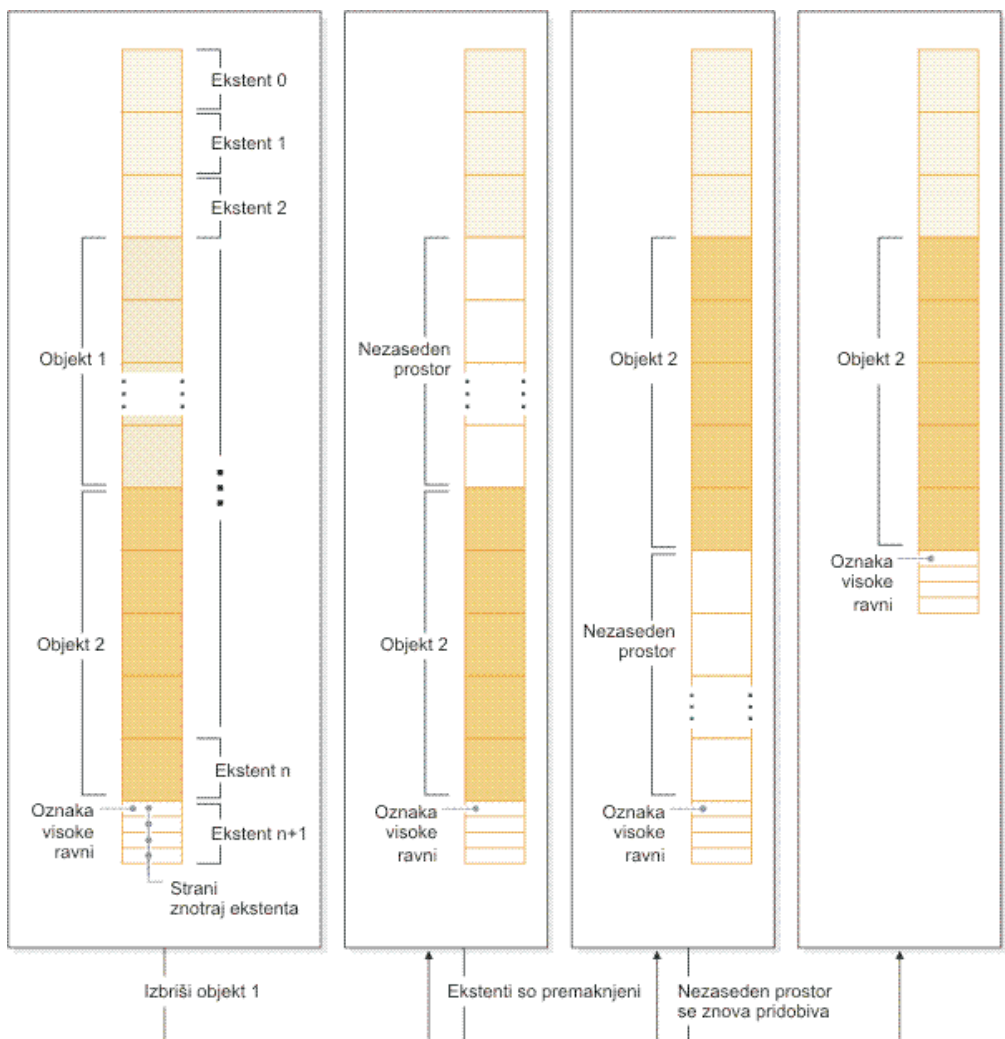 Ekstent 0
Ekstent 1
Ekstent 2
Objekt 1
Objekt 2
Ekstent n
Oznaka
visoke
ravni
Ekstent n+1
Strani
znotraj ekstenta
Nezaseden
prostor
Objekt 2
Oznaka
visoke
ravni
Objekt 2
Nezaseden
prostor
Oznaka
visoke
ravni
Objekt 2
Oznaka
visoke
ravni
Izbriši objekt 1
Ekstenti so premaknjeni
Nezaseden prostor
se znova pridobiva